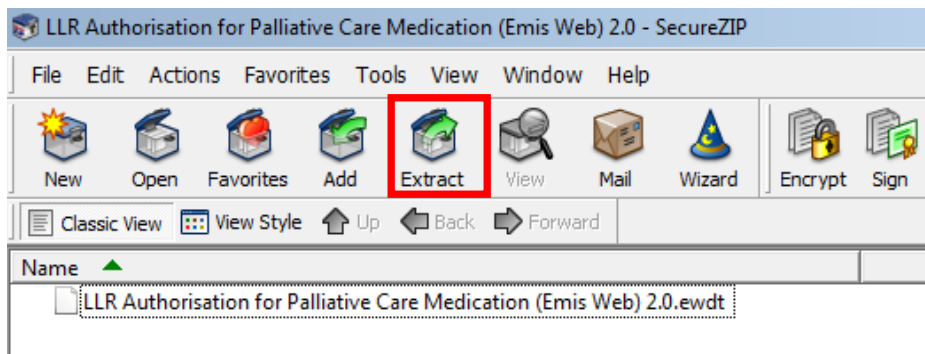 LLR Authorisation for Palliative Care Medication (Emis Web) 2.0 - SecureZIP
File Edit Actions Favorites Tools View Window Help
New Open Favorites Add Extract View Mail Wizard Encrypt Sign
Classic View View Style Up Back Forward
Name
LLR Authorisation for Palliative Care Medication (Emis Web) 2.0.ewdt